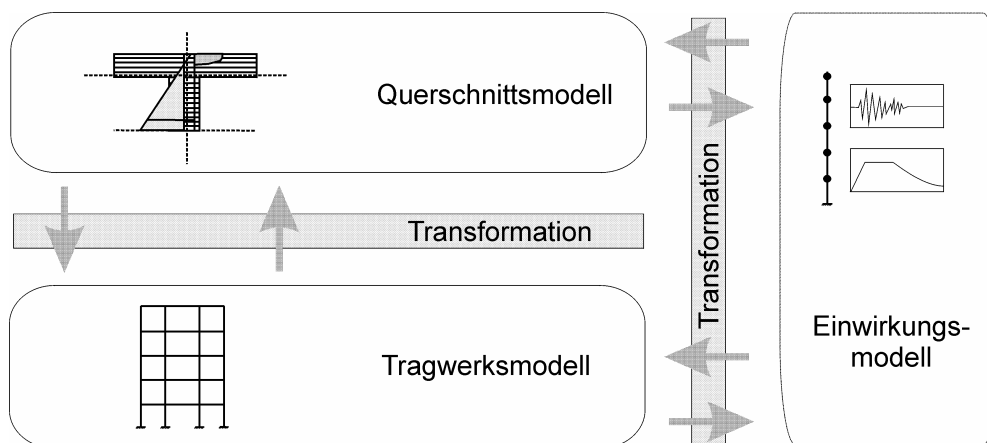 Querschnittsmodell
Transformation
Tragwerksmodell
Transformation
Einwirkungs-
modell